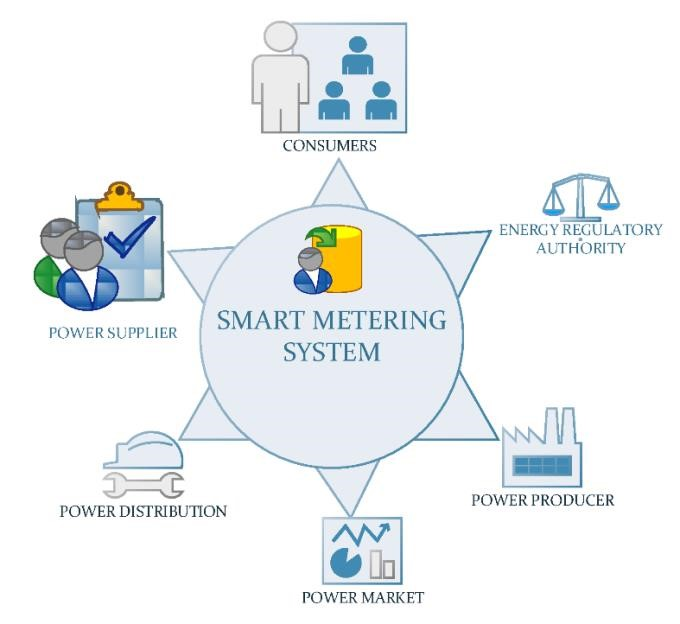 CONSUMERS
ENERGY REGULATORY
AUTHORITY
POWER SUPPLIER
SMART METERING
SYSTEM
POWER DISTRIBUTION
POWER PRODUCER
POWER MARKET